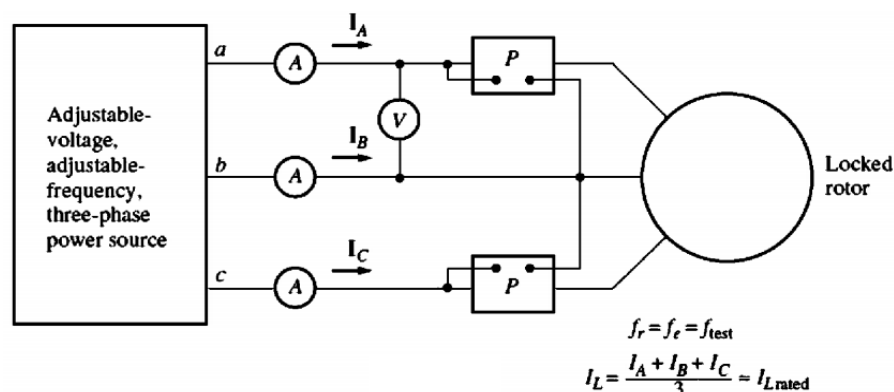 I_A
a
A
P
Adjustable-
voltage,
adjustable-
frequency,
three-phase
power source
V
I_B
b
A
Locked
rotor
I_C
c
A
P
f_r = f_e = f_test
I_L = (I_A + I_B + I_C)/3 ≈ I_L rated